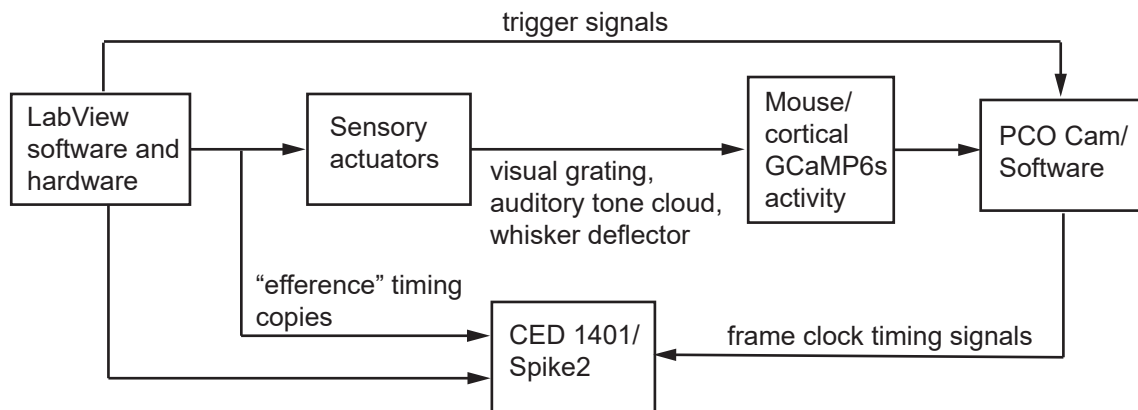 trigger signals
LabView
software and
hardware
Sensory
actuators
visual grating,
auditory tone cloud,
whisker deflector
Mouse/
cortical
GCaMP6s
activity
PCO Cam/
Software
“efference” timing
copies
CED 1401/
Spike2
frame clock timing signals